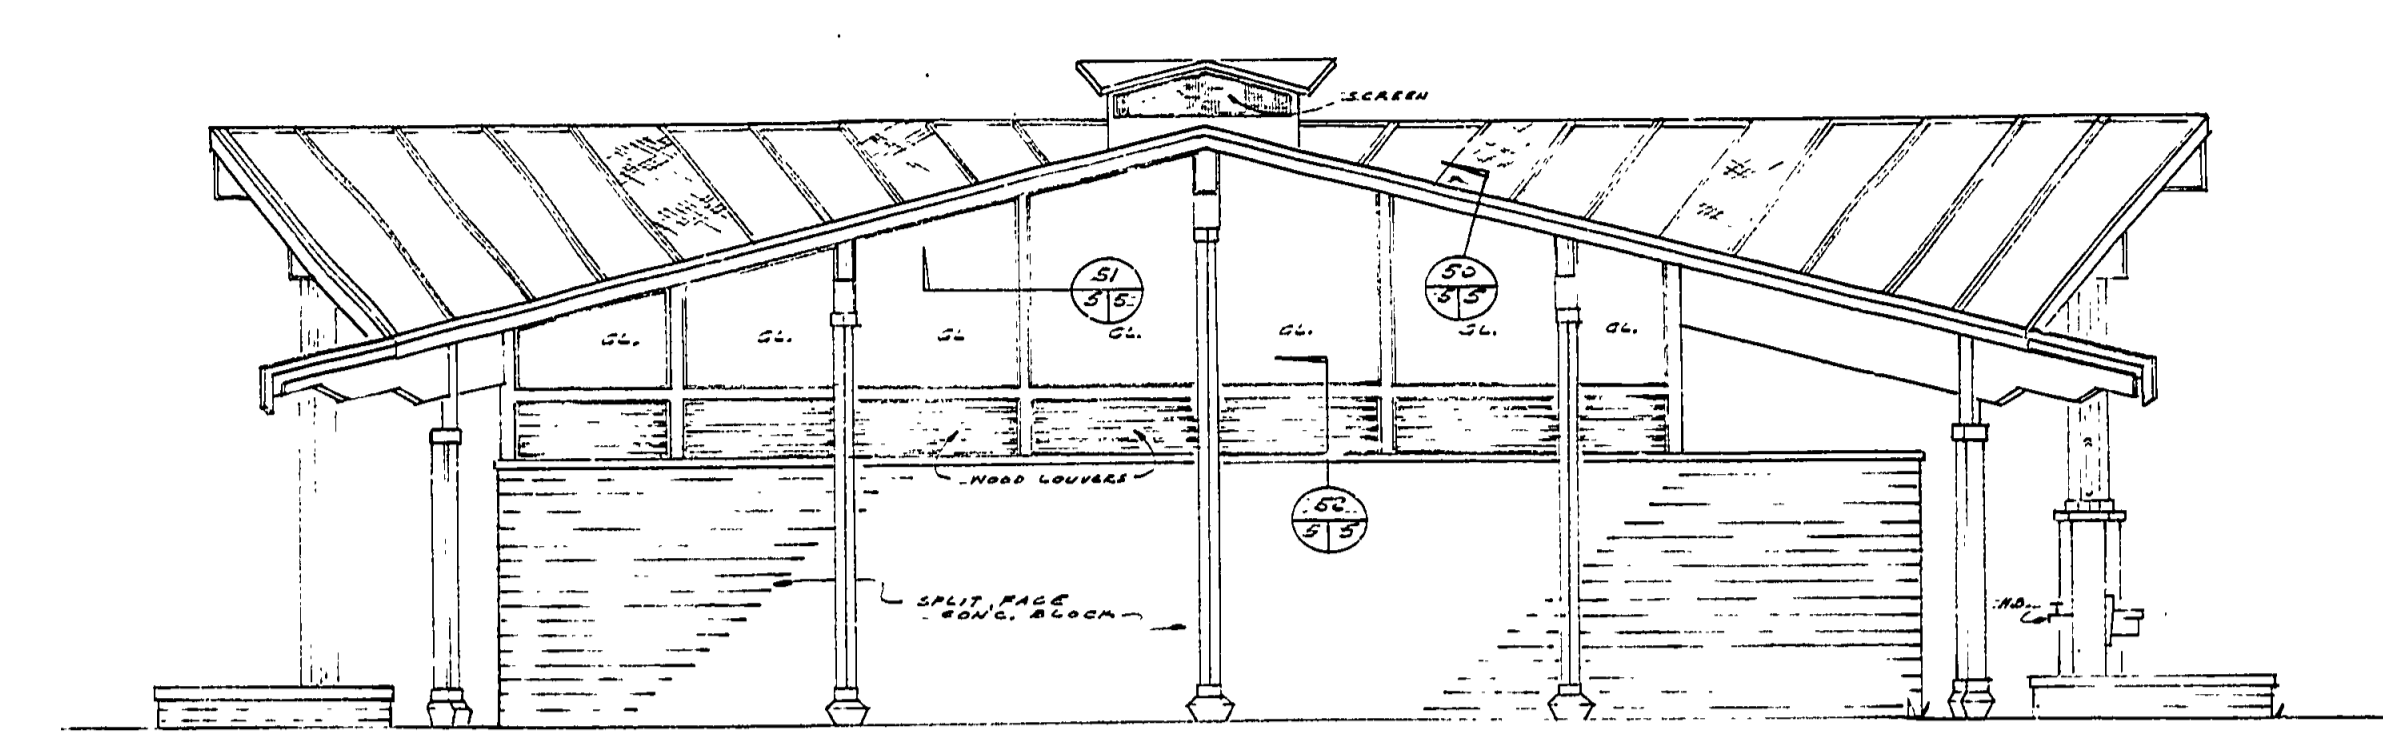 SCREEN
51
5 5
50
5 5
GL.
GL.
GL
GL.
GL.
GL.
GL.
WOOD LOUVERS
52
5 5
SPLIT FACE
CONC. BLOCK
H.B.